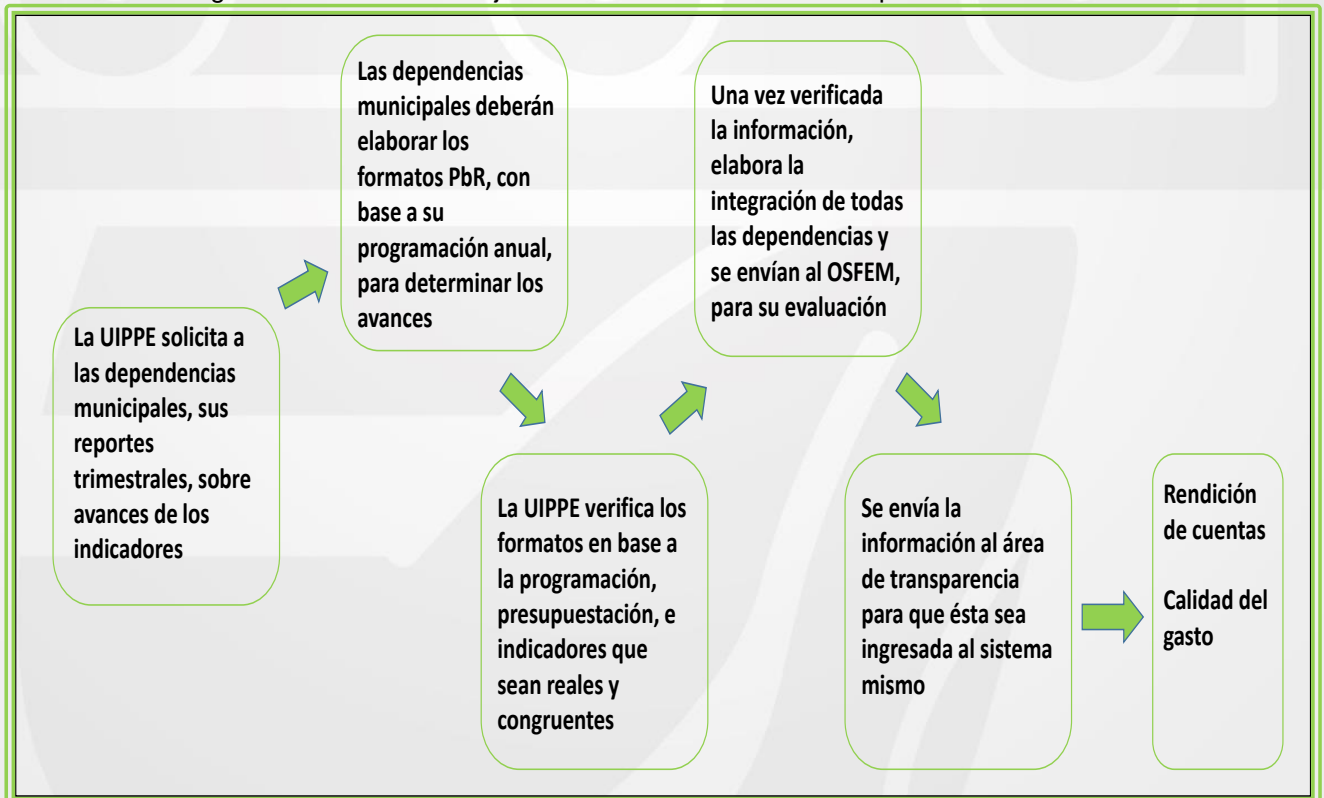 La UIPPE solicita a
las dependencias
municipales, sus
reportes
trimestrales, sobre
avances de los
indicadores
Las dependencias
municipales deberán
elaborar los
formatos PbR, con
base a su
programación anual,
para determinar los
avances
La UIPPE verifica los
formatos en base a
la programación,
presupuestación, e
indicadores que
sean reales y
congruentes
Una vez verificada
la información,
elabora la
integración de todas
las dependencias y
se envían al OSFEM,
para su evaluación
Se envía la
información al área
de transparencia
para que ésta sea
ingresada al sistema
mismo
Rendición
de cuentas
Calidad del
gasto